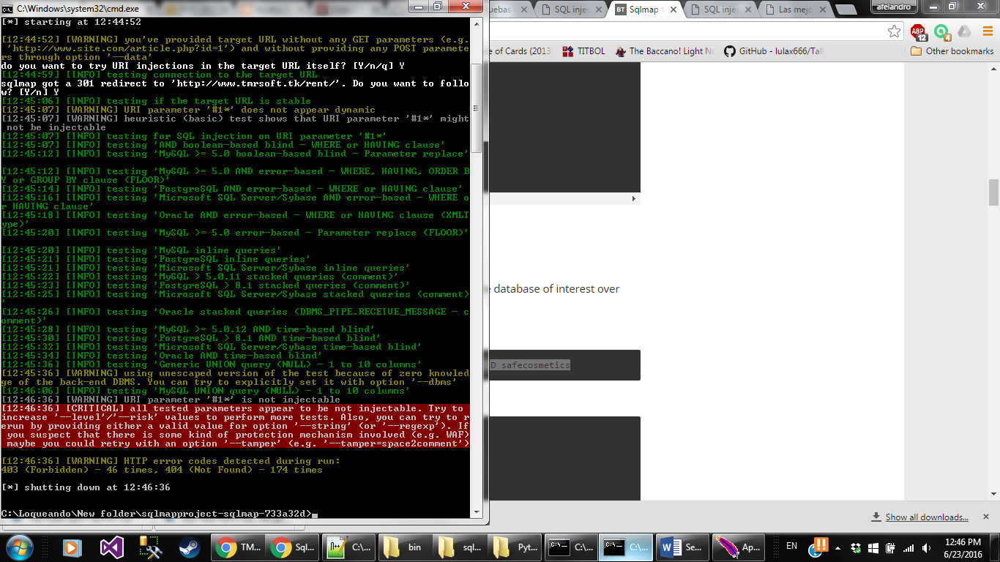 C:\Windows\system32\cmd.exe
[*] starting at 12:44:52
[12:44:52] [WARNING] you've provided target URL without any GET parameters (e.g.
'http://www.site.com/article.php?id=1') and without providing any POST paramete
rs through option '--data'
do you want to try URI injections in the target URL itself? [Y/n/q] Y
[12:44:59] [INFO] testing connection to the target URL
sqlmap got a 301 redirect to 'http://www.tmrsoft.tk/rent/'. Do you want to follo
w? [Y/n] Y
[12:45:06] [INFO] testing if the target URL is stable
[12:45:07] [WARNING] URI parameter '#1*' does not appear dynamic
[12:45:07] [WARNING] heuristic (basic) test shows that URI parameter '#1*' might
not be injectable
[12:45:07] [INFO] testing for SQL injection on URI parameter '#1*'
[12:45:07] [INFO] testing 'AND boolean-based blind - WHERE or HAVING clause'
[12:45:12] [INFO] testing 'MySQL >= 5.0 boolean-based blind - Parameter replace'
[12:45:12] [INFO] testing 'MySQL >= 5.0 AND error-based - WHERE, HAVING, ORDER B
Y or GROUP BY clause (FLOOR)'
[12:45:14] [INFO] testing 'PostgreSQL AND error-based - WHERE or HAVING clause'
[12:45:16] [INFO] testing 'Microsoft SQL Server/Sybase AND error-based - WHERE o
r HAVING clause'
[12:45:18] [INFO] testing 'Oracle AND error-based - WHERE or HAVING clause (XMLT
ype)'
[12:45:20] [INFO] testing 'MySQL >= 5.0 error-based - Parameter replace (FLOOR)'
[12:45:20] [INFO] testing 'MySQL inline queries'
[12:45:21] [INFO] testing 'PostgreSQL inline queries'
[12:45:21] [INFO] testing 'Microsoft SQL Server/Sybase inline queries'
[12:45:22] [INFO] testing 'MySQL > 5.0.11 stacked queries (comment)'
[12:45:23] [INFO] testing 'PostgreSQL > 8.1 stacked queries (comment)'
[12:45:25] [INFO] testing 'Microsoft SQL Server/Sybase stacked queries (comment)
'
[12:45:26] [INFO] testing 'Oracle stacked queries (DBMS_PIPE.RECEIVE_MESSAGE - c
omment)'
[12:45:28] [INFO] testing 'MySQL >= 5.0.12 AND time-based blind'
[12:45:30] [INFO] testing 'PostgreSQL > 8.1 AND time-based blind'
[12:45:32] [INFO] testing 'Microsoft SQL Server/Sybase time-based blind'
[12:45:34] [INFO] testing 'Oracle AND time-based blind'
[12:45:36] [INFO] testing 'Generic UNION query (NULL) - 1 to 10 columns'
[12:45:36] [WARNING] using unescaped version of the test because of zero knowled
ge of the back-end DBMS. You can try to explicitly set it with option '--dbms'
[12:46:06] [INFO] testing 'MySQL UNION query (NULL) - 1 to 10 columns'
[12:46:36] [WARNING] URI parameter '#1*' is not injectable
[12:46:36] [CRITICAL] all tested parameters appear to be not injectable. Try to
increase '--level'/'--risk' values to perform more tests. Also, you can try to r
erun by providing either a valid value for option '--string' (or '--regexp'). If
you suspect that there is some kind of protection mechanism involved (e.g. WAF)
maybe you could retry with an option '--tamper' (e.g. '--tamper=space2comment')
[12:46:36] [WARNING] HTTP error codes detected during run:
403 (Forbidden) - 46 times, 404 (Not Found) - 174 times
[*] shutting down at 12:46:36
C:\Loqueando\New folder\sqlmapproject-sqlmap-733a32d>
uebas
SQL injec
BT Sqlmap t
SQL injec
Las mejo
afelandro
ABP 12
4
e of Cards (2013
TITBOL
The Baccano! Light No
GitHub - lulax666/Tall
Other bookmarks
e database of interest over
D safecosmetics
Show all downloads...
TM...
Sql...
C:\...
bin
sql...
Pyt...
C:\...
C:\...
Se...
Ap...
EN
12:46 PM
6/23/2016